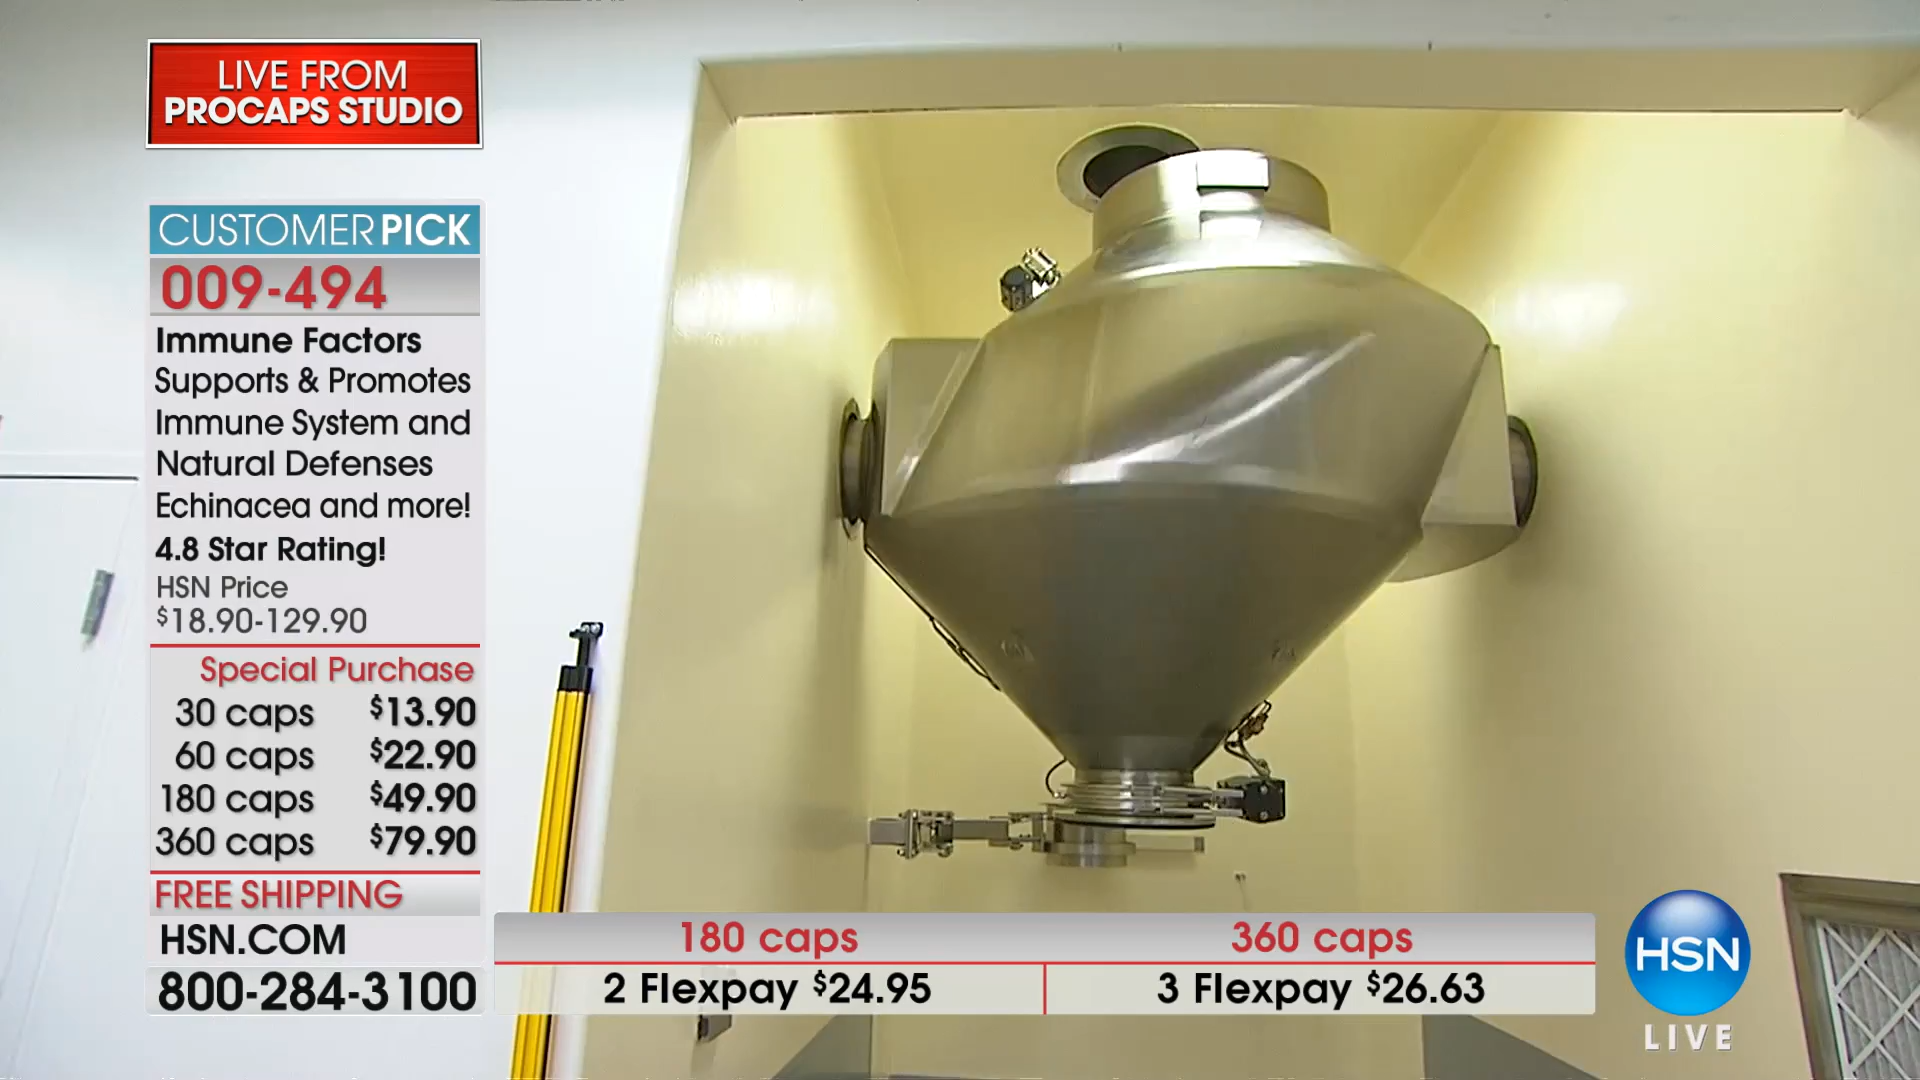 LIVE FROM
PROCAPS STUDIO
CUSTOMER PICK
009-494
Immune Factors
Supports & Promotes
Immune System and
Natural Defenses
Echinacea and more!
4.8 Star Rating!
HSN Price
$18.90-129.90
Special Purchase
30 caps $13.90
60 caps $22.90
180 caps $49.90
360 caps $79.90
FREE SHIPPING
HSN.COM
800-284-3100
180 caps 360 caps
2 Flexpay $24.95 3 Flexpay $26.63
HSN
LIVE